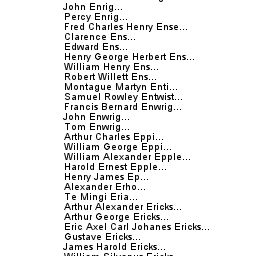 John Enrig...
Percy Enrig...
Fred Charles Henry Ense...
Clarence Ens...
Edward Ens...
Henry George Herbert Ens...
William Henry Ens...
Robert Willett Ens...
Montague Martyn Enti...
Samuel Rowley Entwist...
Francis Bernard Enwrig...
John Enwrig...
Tom Enwrig...
Arthur Charles Eppi...
William George Eppi...
William Alexander Epple...
Harold Ernest Epple...
Henry James Ep...
Alexander Erho...
Te Mingi Eria...
Arthur Alexander Ericks...
Arthur George Ericks...
Eric Axel Carl Johanes Ericks...
Gustave Ericks...
James Harold Ericks...